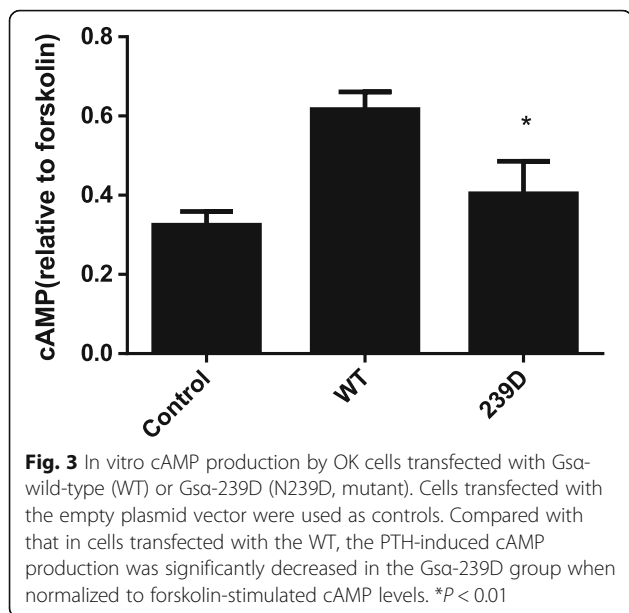 0.8
0.6
0.4
0.2
0.0
cAMP(relative to forskolin)
*
Control
WT
239D
Fig. 3 In vitro cAMP production by OK cells transfected with Gsα-
wild-type (WT) or Gsα-239D (N239D, mutant). Cells transfected with
the empty plasmid vector were used as controls. Compared with
that in cells transfected with the WT, the PTH-induced cAMP
production was significantly decreased in the Gsα-239D group when
normalized to forskolin-stimulated cAMP levels. *P < 0.01